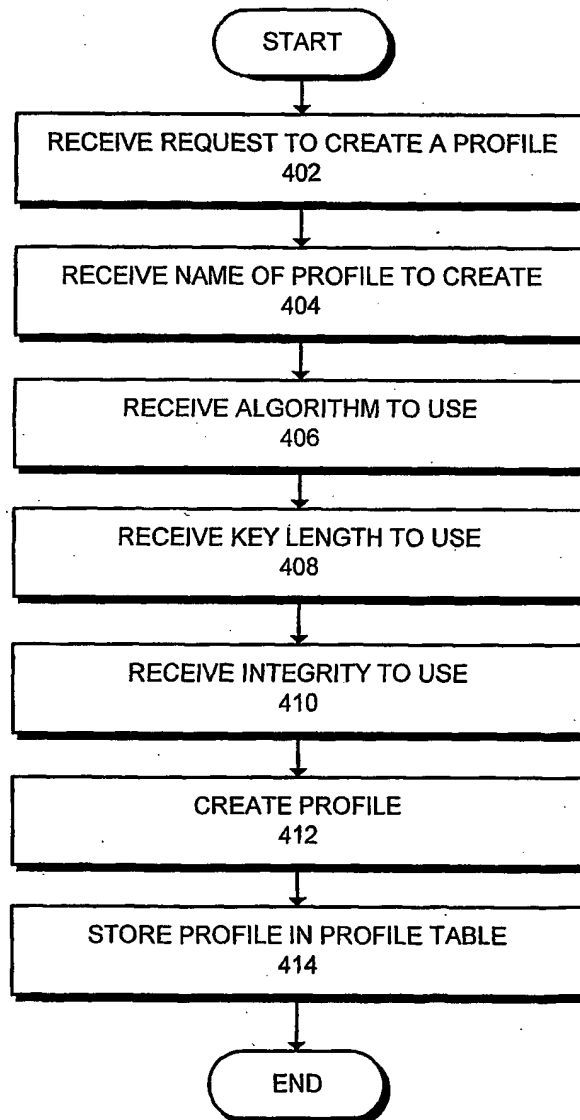 START
RECEIVE REQUEST TO CREATE A PROFILE
402
RECEIVE NAME OF PROFILE TO CREATE
404
RECEIVE ALGORITHM TO USE
406
RECEIVE KEY LENGTH TO USE
408
RECEIVE INTEGRITY TO USE
410
CREATE PROFILE
412
STORE PROFILE IN PROFILE TABLE
414
END